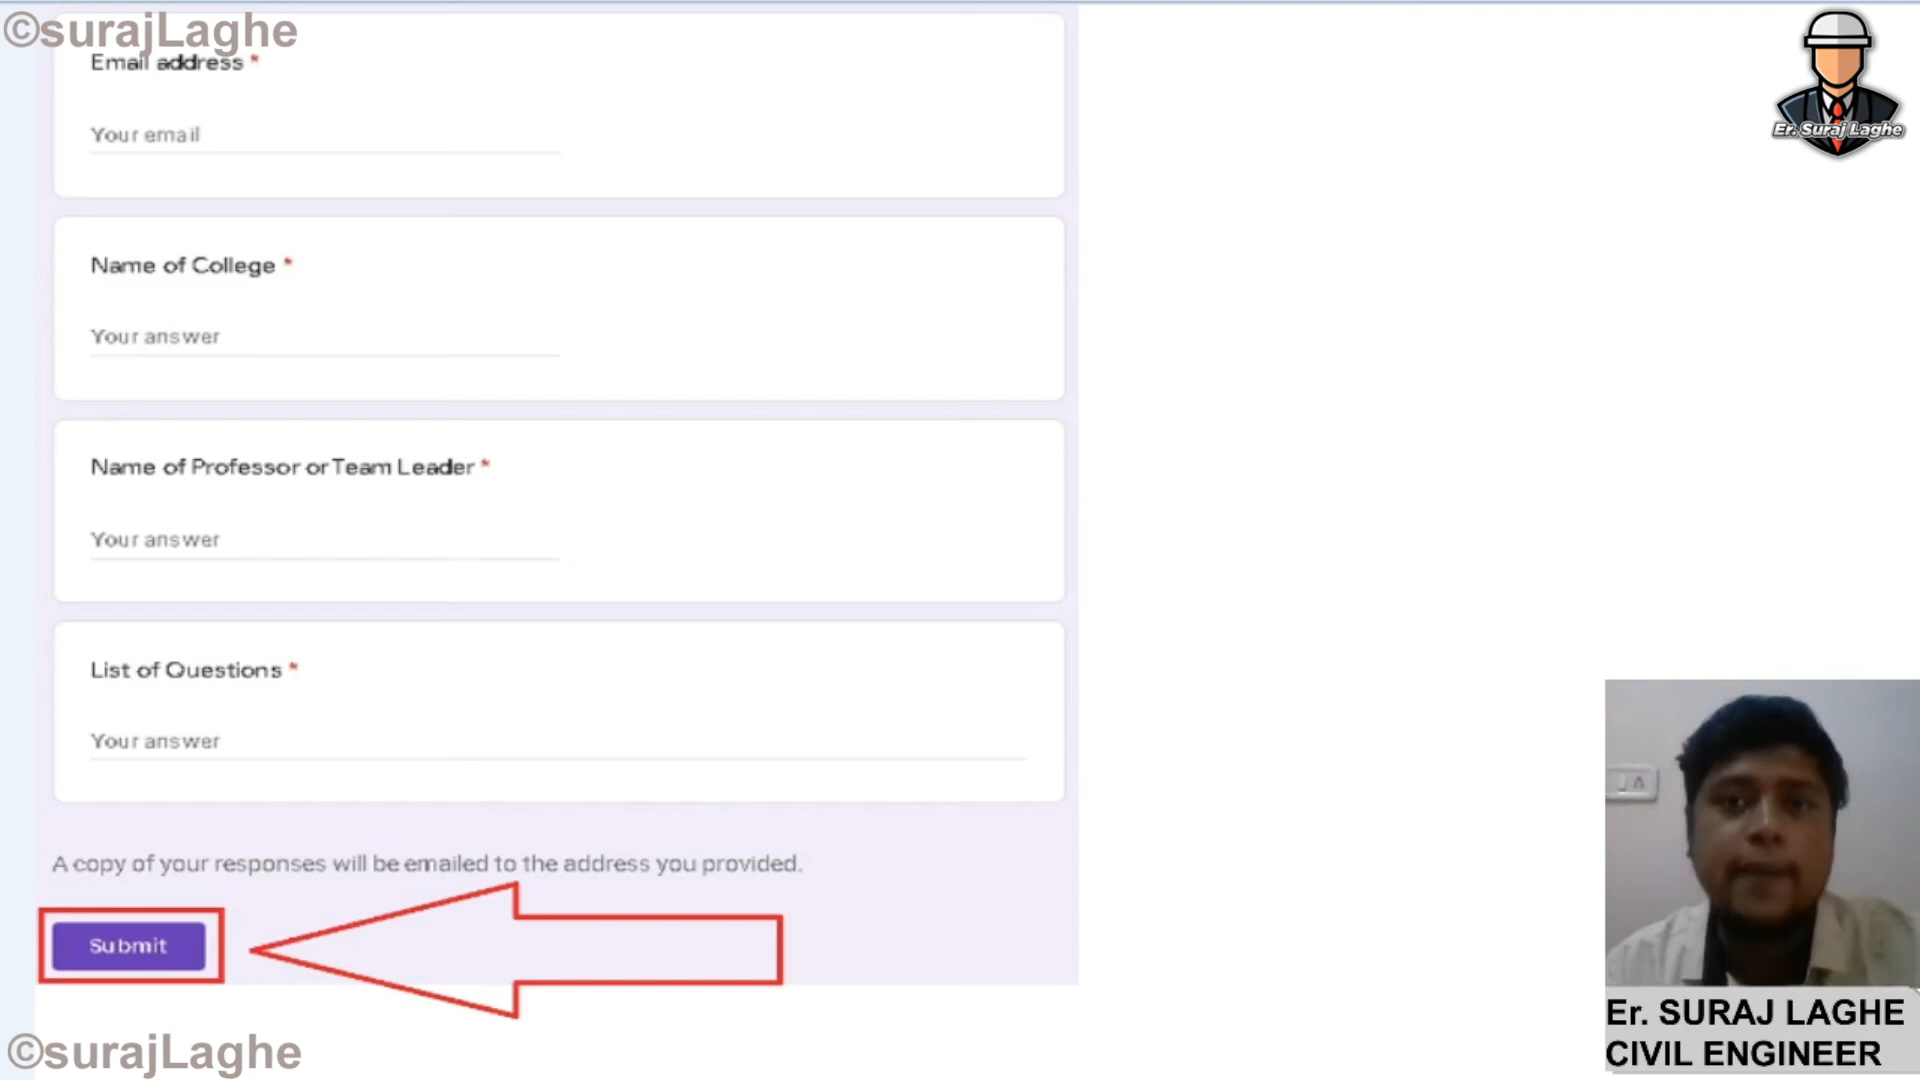 ©surajLaghe
Email address *
Your email
Name of College *
Your answer
Name of Professor or Team Leader *
Your answer
List of Questions *
Your answer
A copy of your responses will be emailed to the address you provided.
Submit
©surajLaghe
Er. Suraj Laghe
Er. SURAJ LAGHE
CIVIL ENGINEER